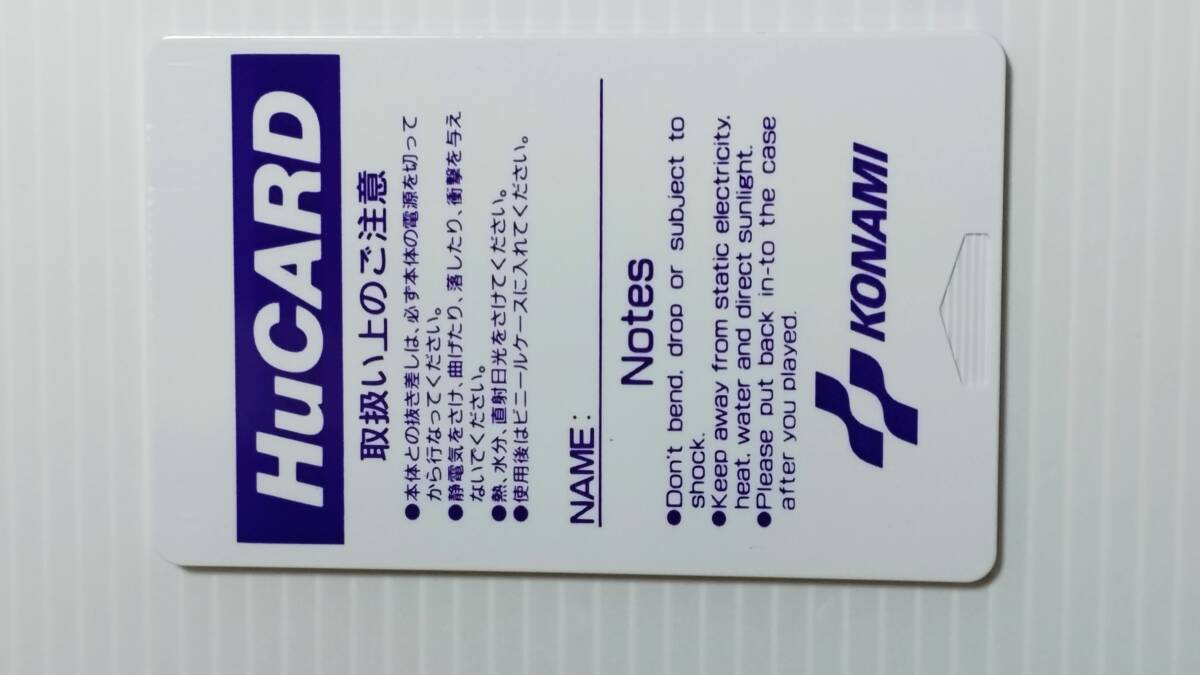 HuCARD
取扱い上のご注意
●本体との抜き差しは、必ず本体の電源を切って
から行なってください。
●静電気をさけ、曲げたり、落したり、衝撃を与え
ないでください。
●熱、水分、直射日光をさけてください。
●使用後はビニールケースに入れてください。
NAME:
Notes
●Don't bend, drop or subject to
shock.
●Keep away from static electricity,
heat, water and direct sunlight.
●Please put back in-to the case
after you played.
KONAMI